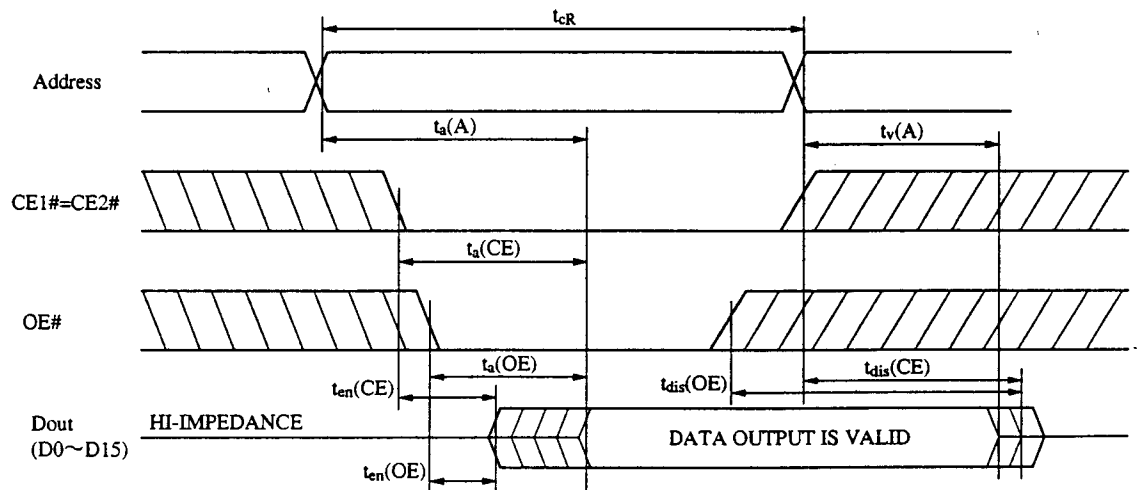 tcR
Address
ta(A)
tv(A)
CE1#=CE2#
ta(CE)
OE#
ta(OE)
tdis(CE)
ten(CE)
tdis(OE)
Dout
(D0~D15)
HI-IMPEDANCE
DATA OUTPUT IS VALID
ten(OE)